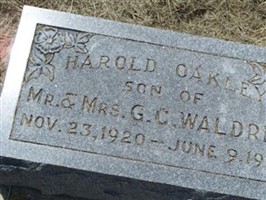 HAROLD OAKLEY
SON OF
MR. & MRS. G. C. WALDR
NOV. 23, 1920 — JUNE 9, 19